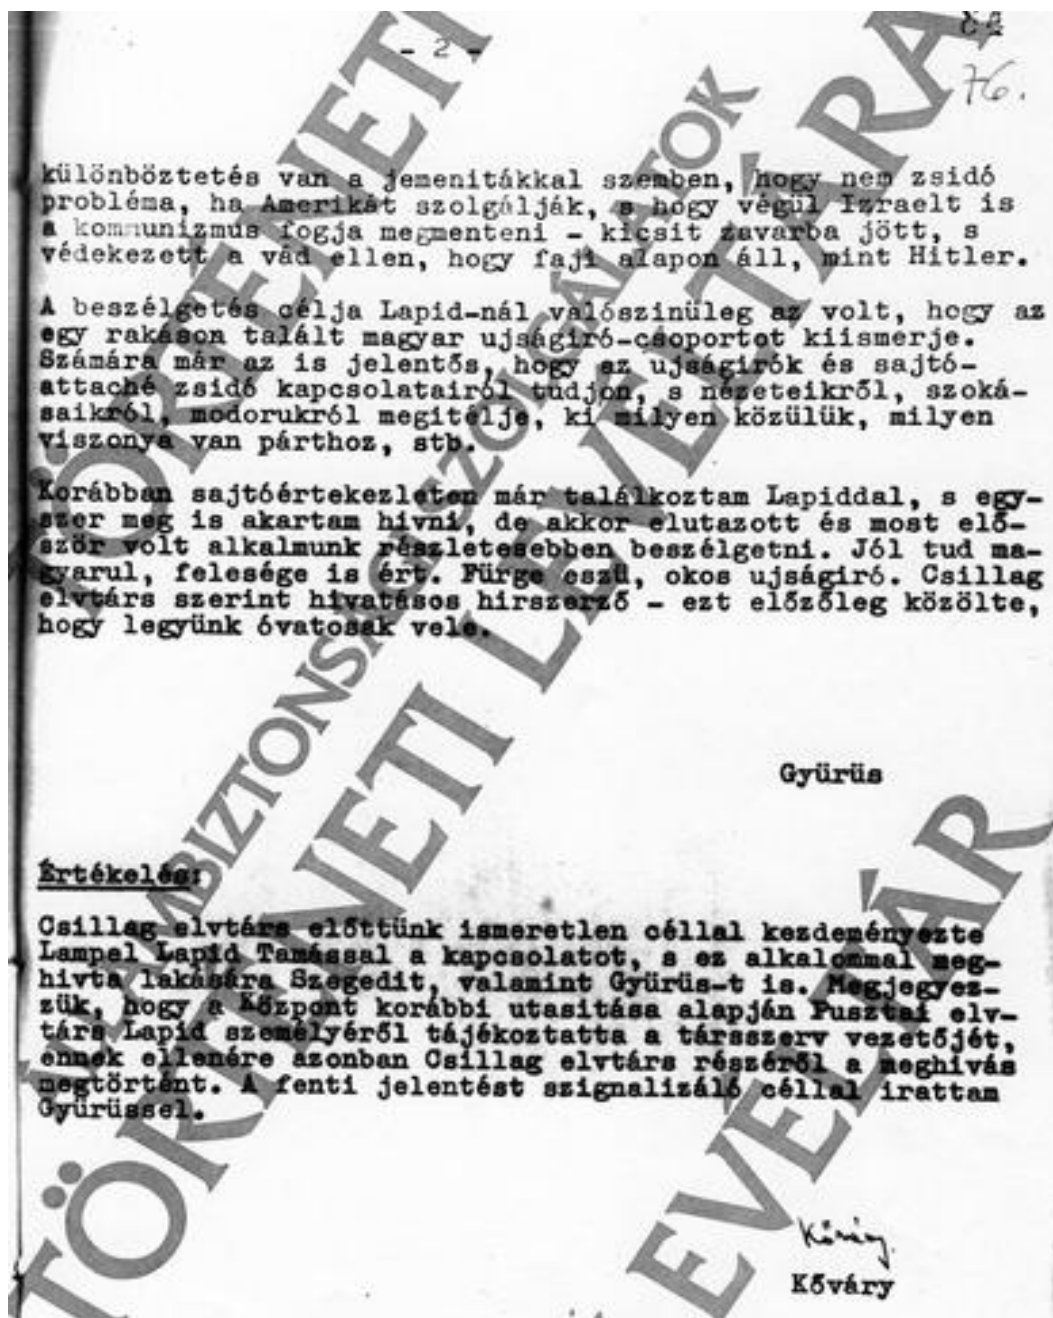 - 2 -
76.
különböztetés van a jemenitákkal szemben, hogy nem zsidó
probléma, ha Amerikát szolgálják, s hogy végül Izraelt is
a kommunizmus fogja megmenteni - kicsit zavarba jött, s
védekezett a vád ellen, hogy faji alapon áll, mint Hitler.
A beszélgetés célja Lapid-nál valószinüleg az volt, hogy az
egy rakáson talált magyar ujságiró-csoportot kiismerje.
Számára már az is jelentős, hogy az ujságirók és sajtó-
attaché zsidó kapcsolatairól tudjon, s nézeteikről, szoká-
saikról, modorukról megitélje, ki milyen közülük, milyen
viszonya van párthoz, stb.
Korábban sajtóértekezleten már találkoztam Lapiddal, s egy-
szer meg is akartam hivni, de akkor elutazott és most elő-
ször volt alkalmunk részletesebben beszélgetni. Jól tud ma-
gyarul, felesége is ért. Fürge eszü, okos ujságiró. Csillag
elvtárs szerint hivatásos hirszerző - ezt előzőleg közölte,
hogy legyünk óvatosak vele.
Gyürüs
Értékelés:
Csillag elvtárs előttünk ismeretlen céllal kezdeményezte
Lampel Lapid Tamással a kapcsolatot, s ez alkalommal meg-
hivta lakására Szegedit, valamint Gyürüs-t is. Megjegyez-
zük, hogy a Központ korábbi utasitása alapján Pusztai elv-
társ Lapid személyéről tájékoztatta a társszerv vezetőjét,
ennek ellenére azonban Csillag elvtárs részéről a meghivás
megtörtént. A fenti jelentést szignalizáló céllal irattam
Gyürüssel.
Kőváry
Kőváry
ÁLLAMBIZTONSÁGI SZOLGÁLATOK
TÖRTÉNETI LEVÉLTÁRA